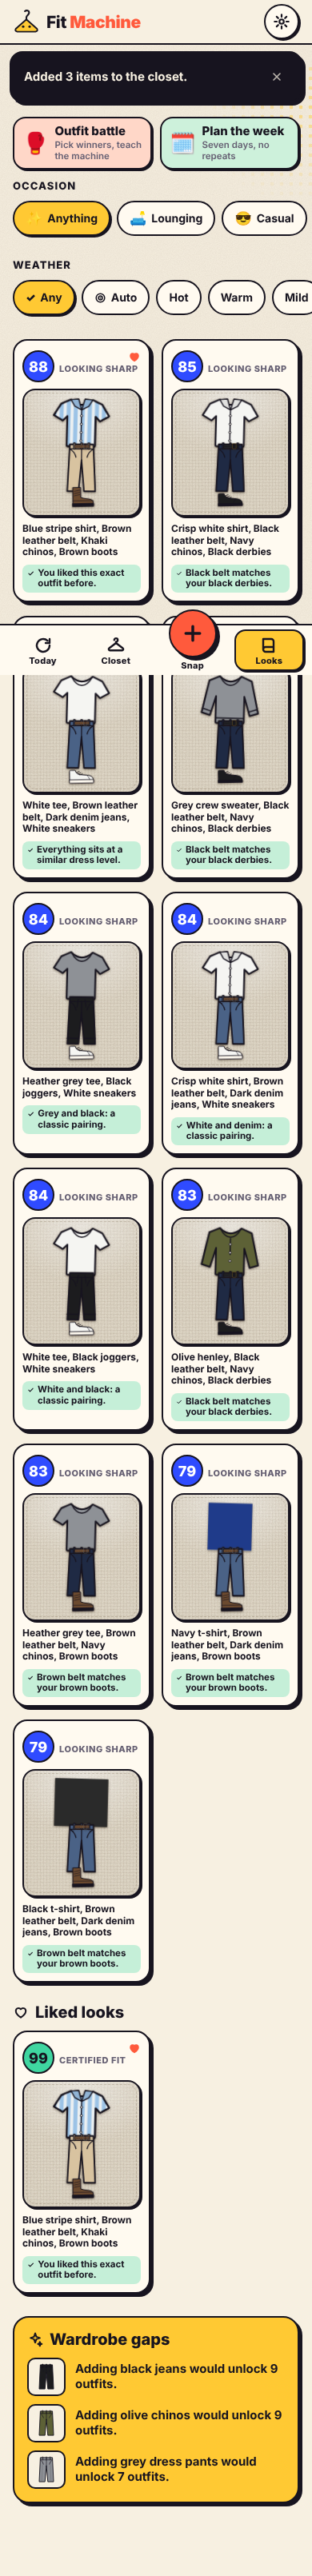 Fit Machine
Added 3 items to the closet.
Outfit battle
Pick winners, teach
the machine
Plan the week
Seven days, no
repeats
OCCASION
Anything
Lounging
Casual
WEATHER
Any
Auto
Hot
Warm
Mild
88 LOOKING SHARP
Blue stripe shirt, Brown
leather belt, Khaki
chinos, Brown boots
You liked this exact
outfit before.
85 LOOKING SHARP
Crisp white shirt, Black
leather belt, Navy
chinos, Black derbies
Black belt matches
your black derbies.
Today
Closet
Snap
Looks
White tee, Brown leather
belt, Dark denim jeans,
White sneakers
Everything sits at a
similar dress level.
Grey crew sweater, Black
leather belt, Navy
chinos, Black derbies
Black belt matches
your black derbies.
84 LOOKING SHARP
Heather grey tee, Black
joggers, White sneakers
Grey and black: a
classic pairing.
84 LOOKING SHARP
Crisp white shirt, Brown
leather belt, Dark denim
jeans, White sneakers
White and denim: a
classic pairing.
84 LOOKING SHARP
White tee, Black joggers,
White sneakers
White and black: a
classic pairing.
83 LOOKING SHARP
Olive henley, Black
leather belt, Navy
chinos, Black derbies
Black belt matches
your black derbies.
83 LOOKING SHARP
Heather grey tee, Brown
leather belt, Navy
chinos, Brown boots
Brown belt matches
your brown boots.
79 LOOKING SHARP
Navy t-shirt, Brown
leather belt, Dark denim
jeans, Brown boots
Brown belt matches
your brown boots.
79 LOOKING SHARP
Black t-shirt, Brown
leather belt, Dark denim
jeans, Brown boots
Brown belt matches
your brown boots.
Liked looks
99 CERTIFIED FIT
Blue stripe shirt, Brown
leather belt, Khaki
chinos, Brown boots
You liked this exact
outfit before.
Wardrobe gaps
Adding black jeans would unlock 9
outfits.
Adding olive chinos would unlock 9
outfits.
Adding grey dress pants would
unlock 7 outfits.